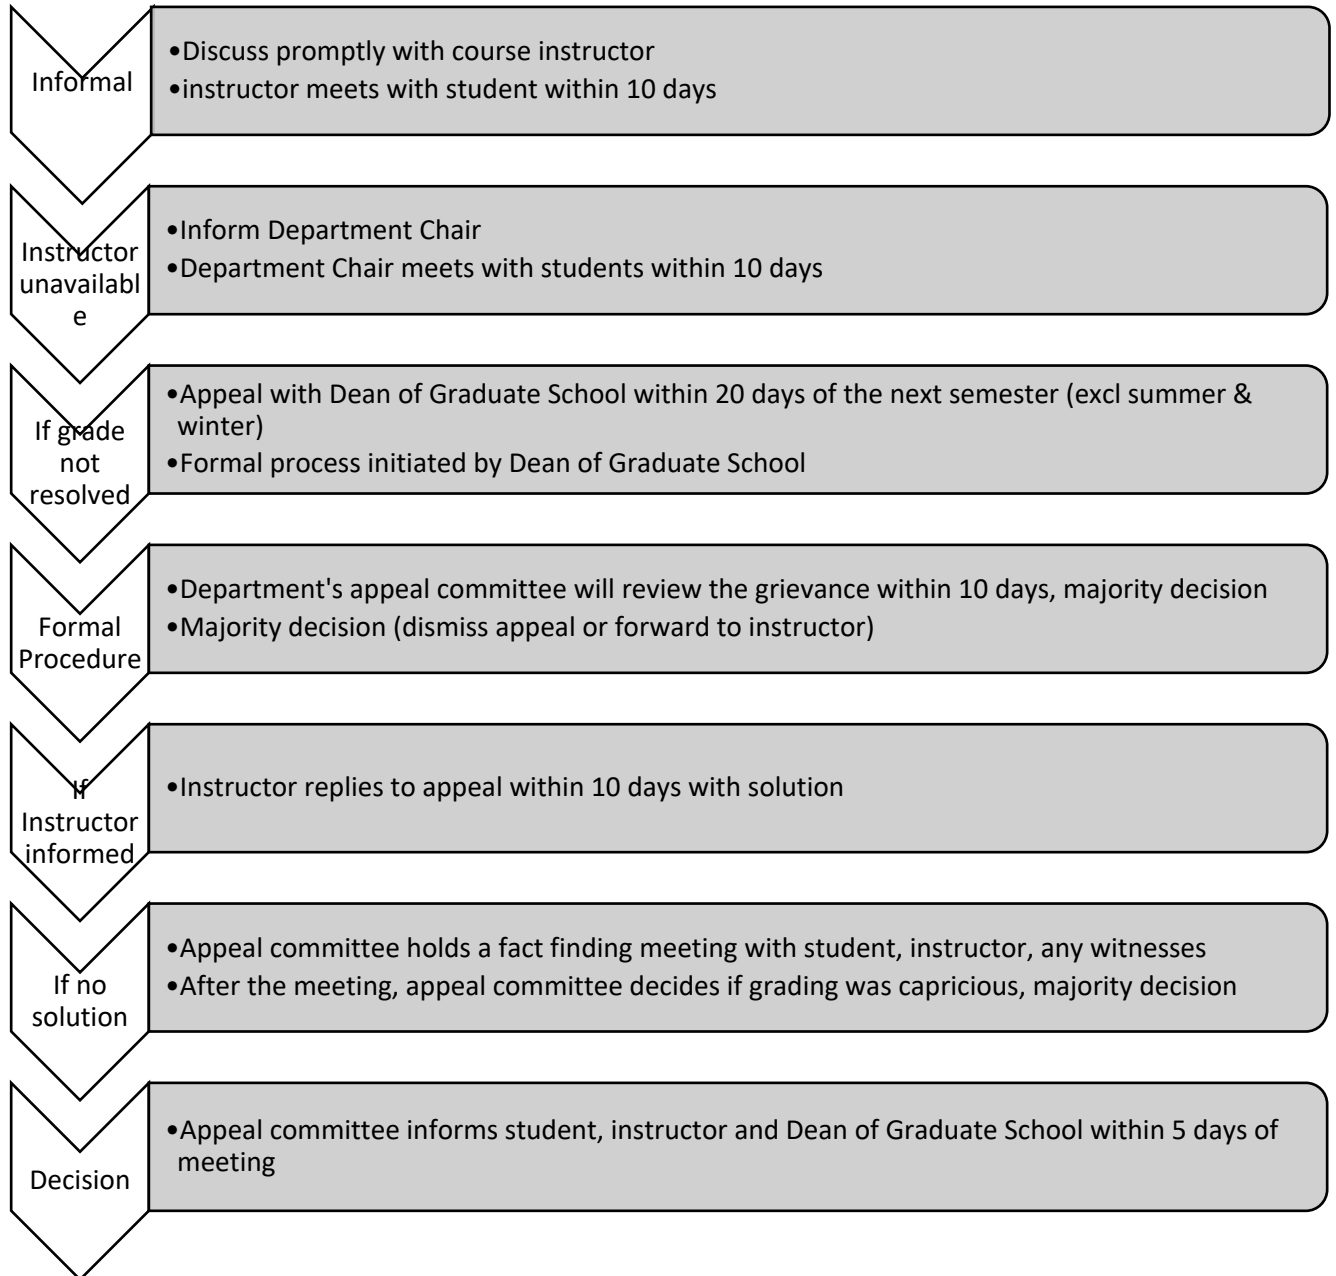 Informal
•Discuss promptly with course instructor
•instructor meets with student within 10 days
Instructor
unavailabl
e
•Inform Department Chair
•Department Chair meets with students within 10 days
If grade
not
resolved
•Appeal with Dean of Graduate School within 20 days of the next semester (excl summer &
winter)
•Formal process initiated by Dean of Graduate School
Formal
Procedure
•Department's appeal committee will review the grievance within 10 days, majority decision
•Majority decision (dismiss appeal or forward to instructor)
If
Instructor
informed
•Instructor replies to appeal within 10 days with solution
If no
solution
•Appeal committee holds a fact finding meeting with student, instructor, any witnesses
•After the meeting, appeal committee decides if grading was capricious, majority decision
Decision
•Appeal committee informs student, instructor and Dean of Graduate School within 5 days of
meeting